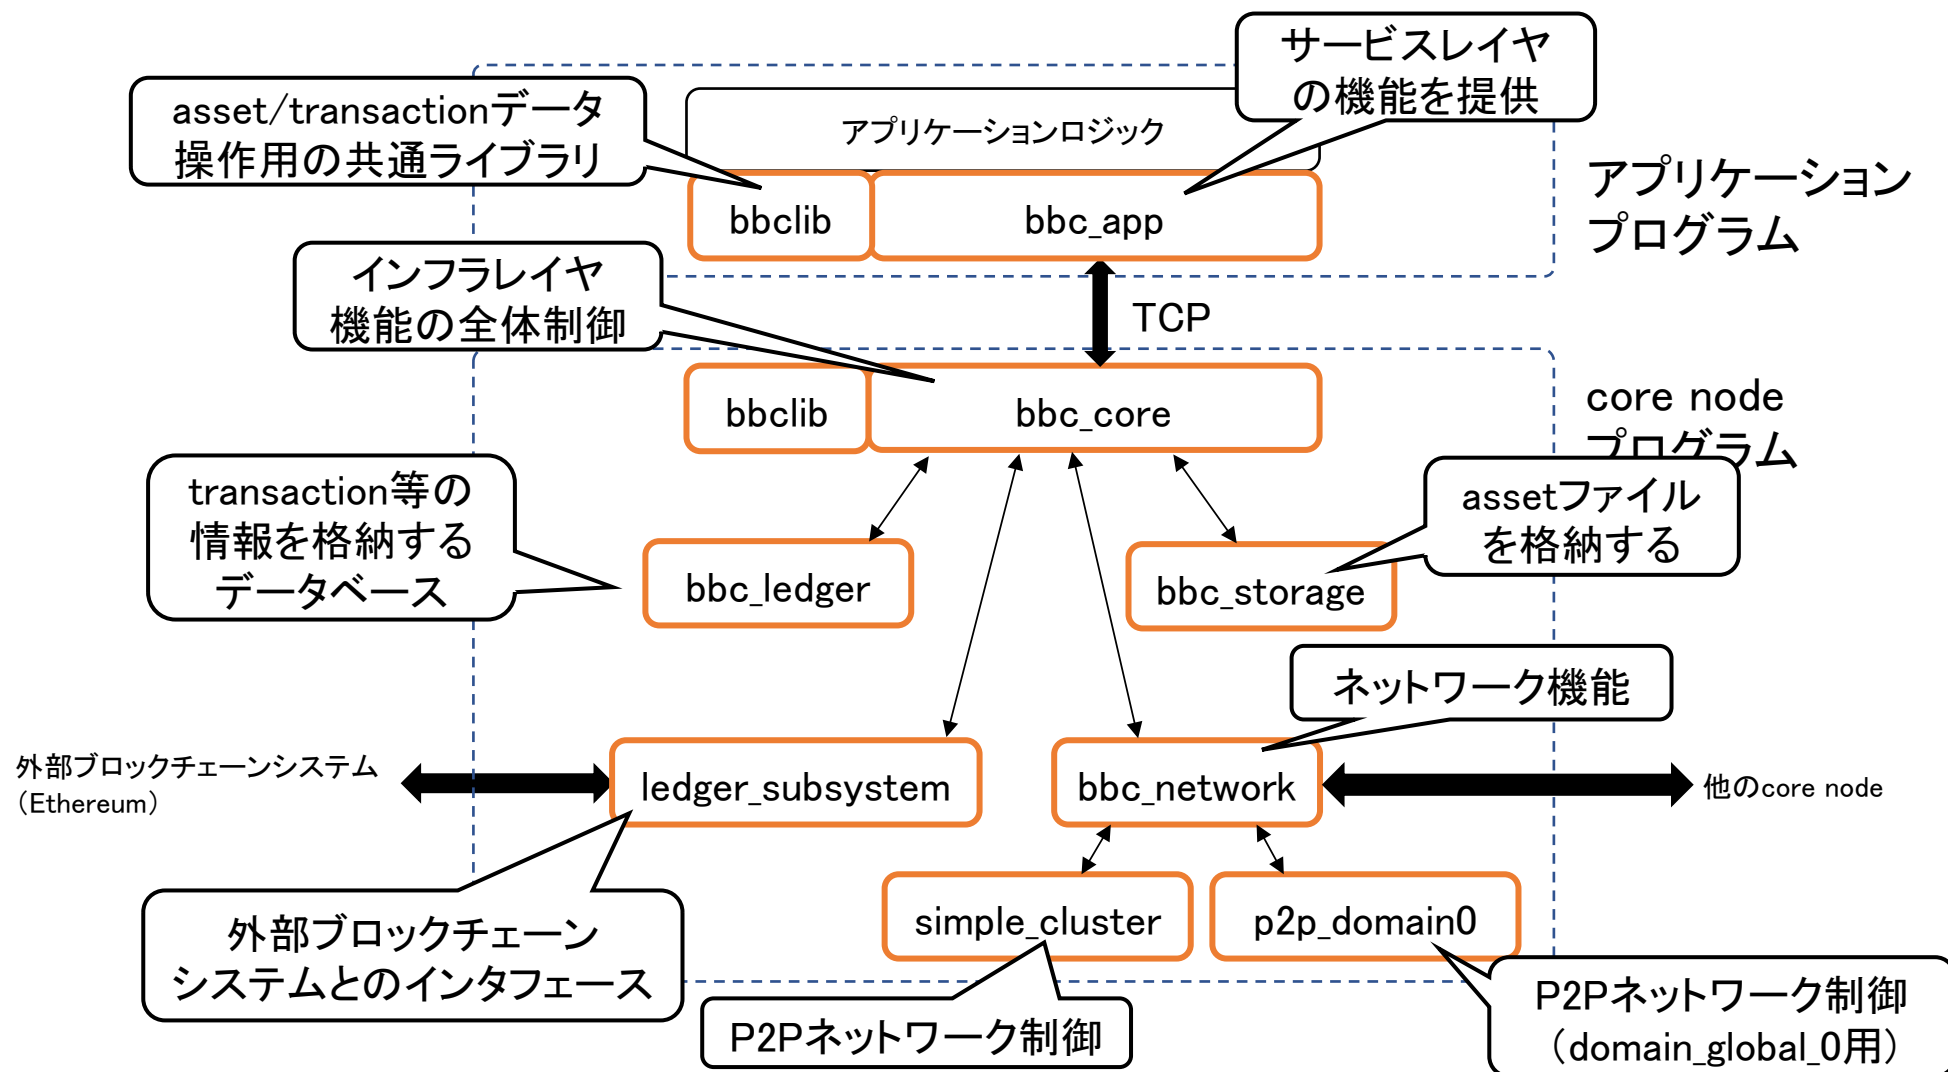 サービスレイヤ
の機能を提供
asset/transactionデータ
操作用の共通ライブラリ
アプリケーションロジック
アプリケーション
プログラム
bbclib
bbc_app
インフラレイヤ
機能の全体制御
TCP
core node
プログラム
bbclib
bbc_core
transaction等の
情報を格納する
データベース
assetファイル
を格納する
bbc_ledger
bbc_storage
ネットワーク機能
外部ブロックチェーンシステム
（Ethereum）
ledger_subsystem
bbc_network
他のcore node
外部ブロックチェーン
システムとのインタフェース
simple_cluster
p2p_domain0
P2Pネットワーク制御
P2Pネットワーク制御
（domain_global_0用）